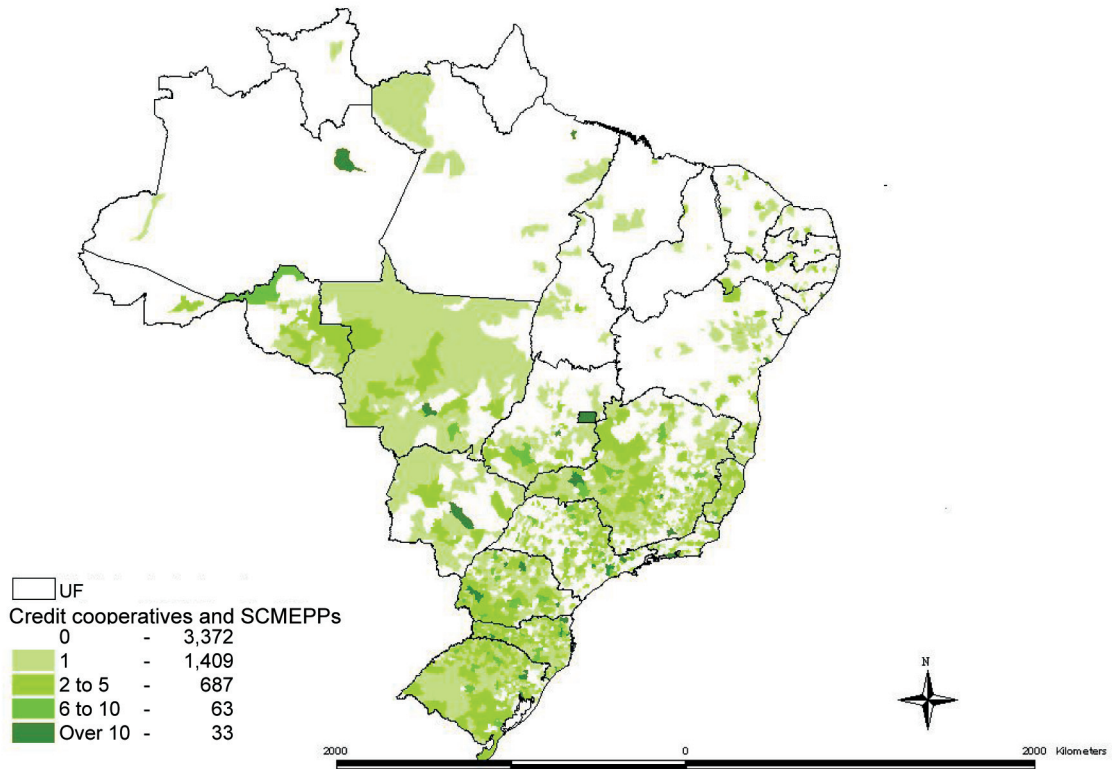 UF
Credit cooperatives and SCMEPPs
0 - 3,372
1 - 1,409
2 to 5 - 687
6 to 10 - 63
Over 10 - 33
N
2000 0 2000 Kilometers